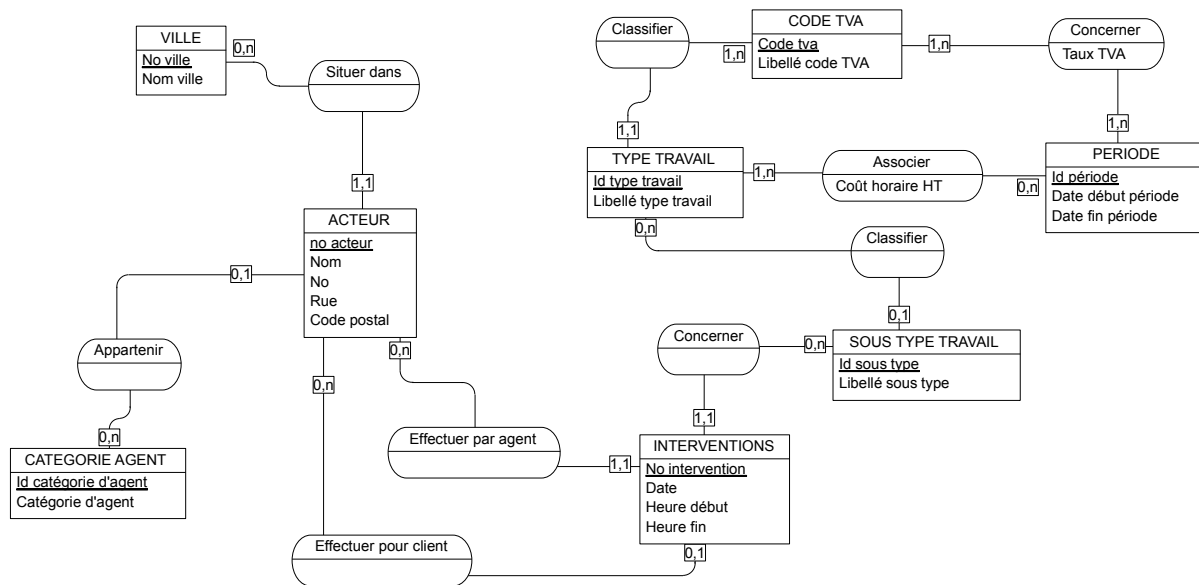 VILLE
No ville
Nom ville
0,n
Situer dans
1,1
Classifier
1,n
CODE TVA
Code tva
Libellé code TVA
1,n
Concerner
Taux TVA
1,1
1,n
TYPE TRAVAIL
Id type travail
Libellé type travail
1,n
Associer
Coût horaire HT
0,n
PERIODE
Id période
Date début période
Date fin période
0,n
Classifier
0,1
ACTEUR
no acteur
Nom
No
Rue
Code postal
0,1
Appartenir
0,n
CATEGORIE AGENT
Id catégorie d'agent
Catégorie d'agent
0,n
0,n
Concerner
0,n
SOUS TYPE TRAVAIL
Id sous type
Libellé sous type
1,1
Effectuer par agent
1,1
INTERVENTIONS
No intervention
Date
Heure début
Heure fin
0,1
Effectuer pour client